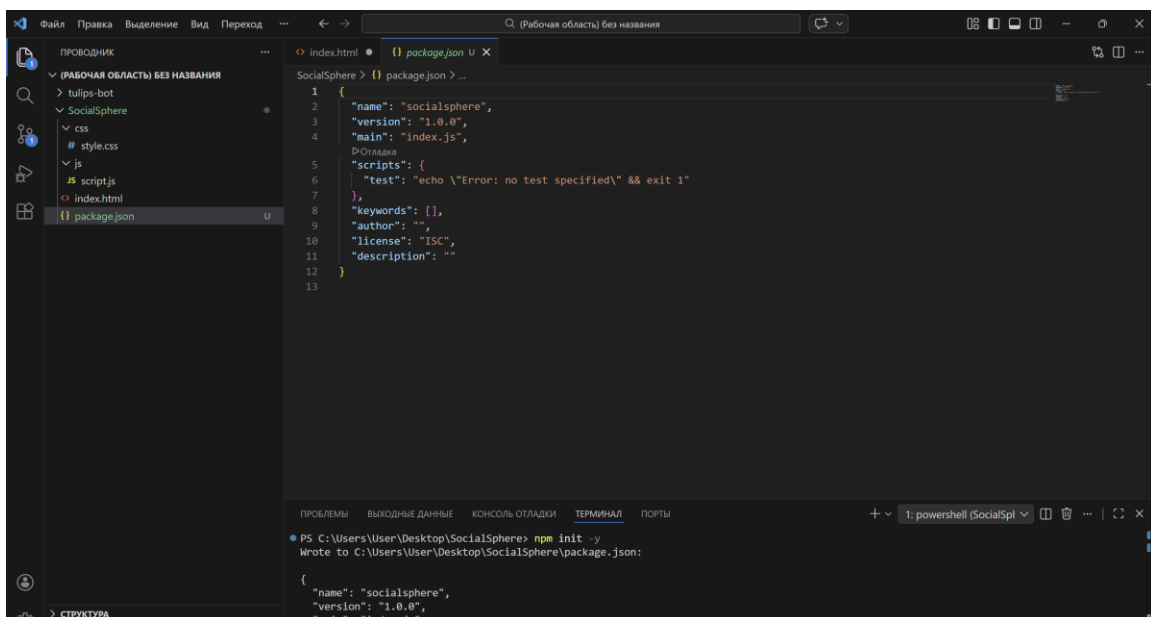 Файл Правка Выделение Вид Переход ··· (Рабочая область) без названия
ПРОВОДНИК ···
(РАБОЧАЯ ОБЛАСТЬ) БЕЗ НАЗВАНИЯ
tulips-bot
SocialSphere
css
# style.css
js
JS script.js
index.html
{} package.json U
СТРУКТУРА
index.html {} package.json U
SocialSphere > {} package.json > ...
1 {
2 "name": "socialsphere",
3 "version": "1.0.0",
4 "main": "index.js",
Отладка
5 "scripts": {
6 "test": "echo \"Error: no test specified\" && exit 1"
7 },
8 "keywords": [],
9 "author": "",
10 "license": "ISC",
11 "description": ""
12 }
13
ПРОБЛЕМЫ ВЫХОДНЫЕ ДАННЫЕ КОНСОЛЬ ОТЛАДКИ ТЕРМИНАЛ ПОРТЫ 1: powershell (SocialSpl
PS C:\Users\User\Desktop\SocialSphere> npm init -y
Wrote to C:\Users\User\Desktop\SocialSphere\package.json:
{
"name": "socialsphere",
"version": "1.0.0",